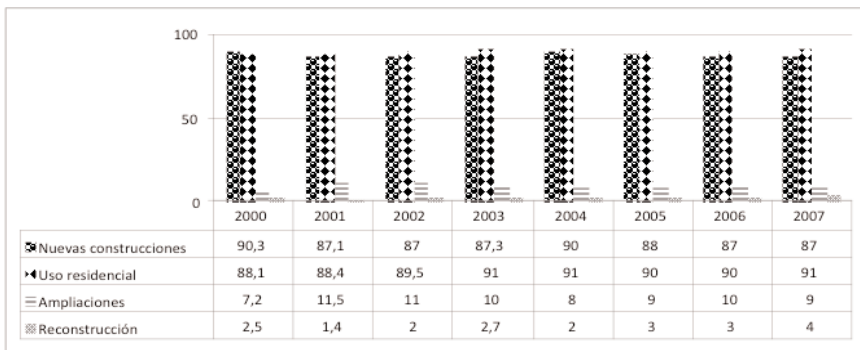 100
50
0
2000 2001 2002 2003 2004 2005 2006 2007
Nuevas construcciones 90,3 87,1 87 87,3 90 88 87 87
Uso residencial 88,1 88,4 89,5 91 91 90 90 91
Ampliaciones 7,2 11,5 11 10 8 9 10 9
Reconstrucción 2,5 1,4 2 2,7 2 3 3 4